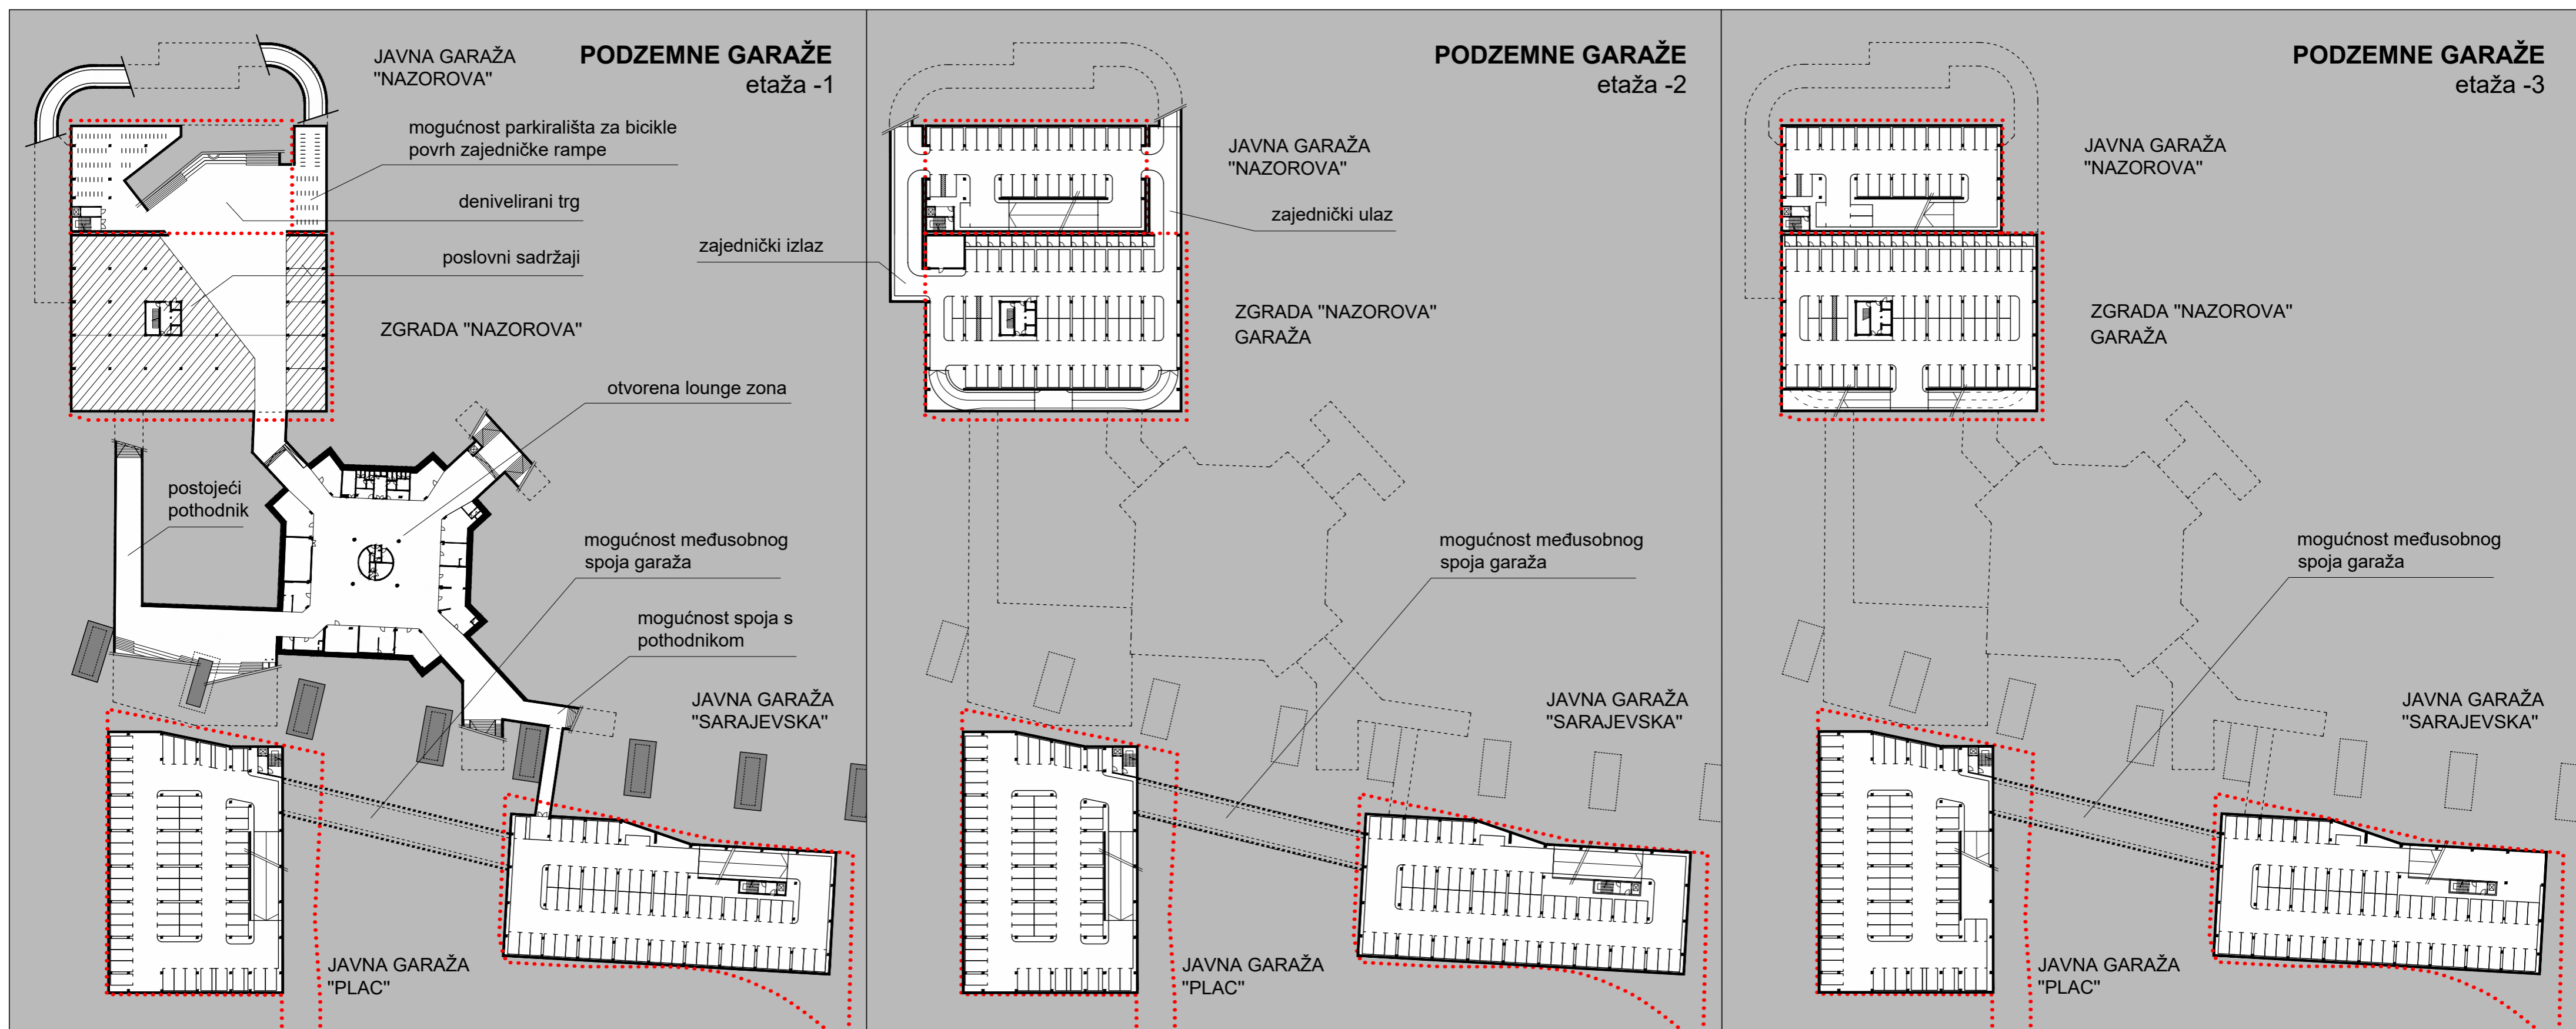 JAVNA GARAŽA
"NAZOROVA"
PODZEMNE GARAŽE
etaža -1
mogućnost parkirališta za bicikle
povrh zajedničke rampe
denivelirani trg
poslovni sadržaji
ZGRADA "NAZOROVA"
otvorena lounge zona
postojeći
pothodnik
mogućnost međusobnog
spoja garaža
mogućnost spoja s
pothodnikom
JAVNA GARAŽA
"SARAJEVSKA"
JAVNA GARAŽA
"PLAC"
PODZEMNE GARAŽE
etaža -2
JAVNA GARAŽA
"NAZOROVA"
zajednički ulaz
zajednički izlaz
ZGRADA "NAZOROVA"
GARAŽA
mogućnost međusobnog
spoja garaža
JAVNA GARAŽA
"SARAJEVSKA"
JAVNA GARAŽA
"PLAC"
PODZEMNE GARAŽE
etaža -3
JAVNA GARAŽA
"NAZOROVA"
ZGRADA "NAZOROVA"
GARAŽA
mogućnost međusobnog
spoja garaža
JAVNA GARAŽA
"SARAJEVSKA"
JAVNA GARAŽA
"PLAC"